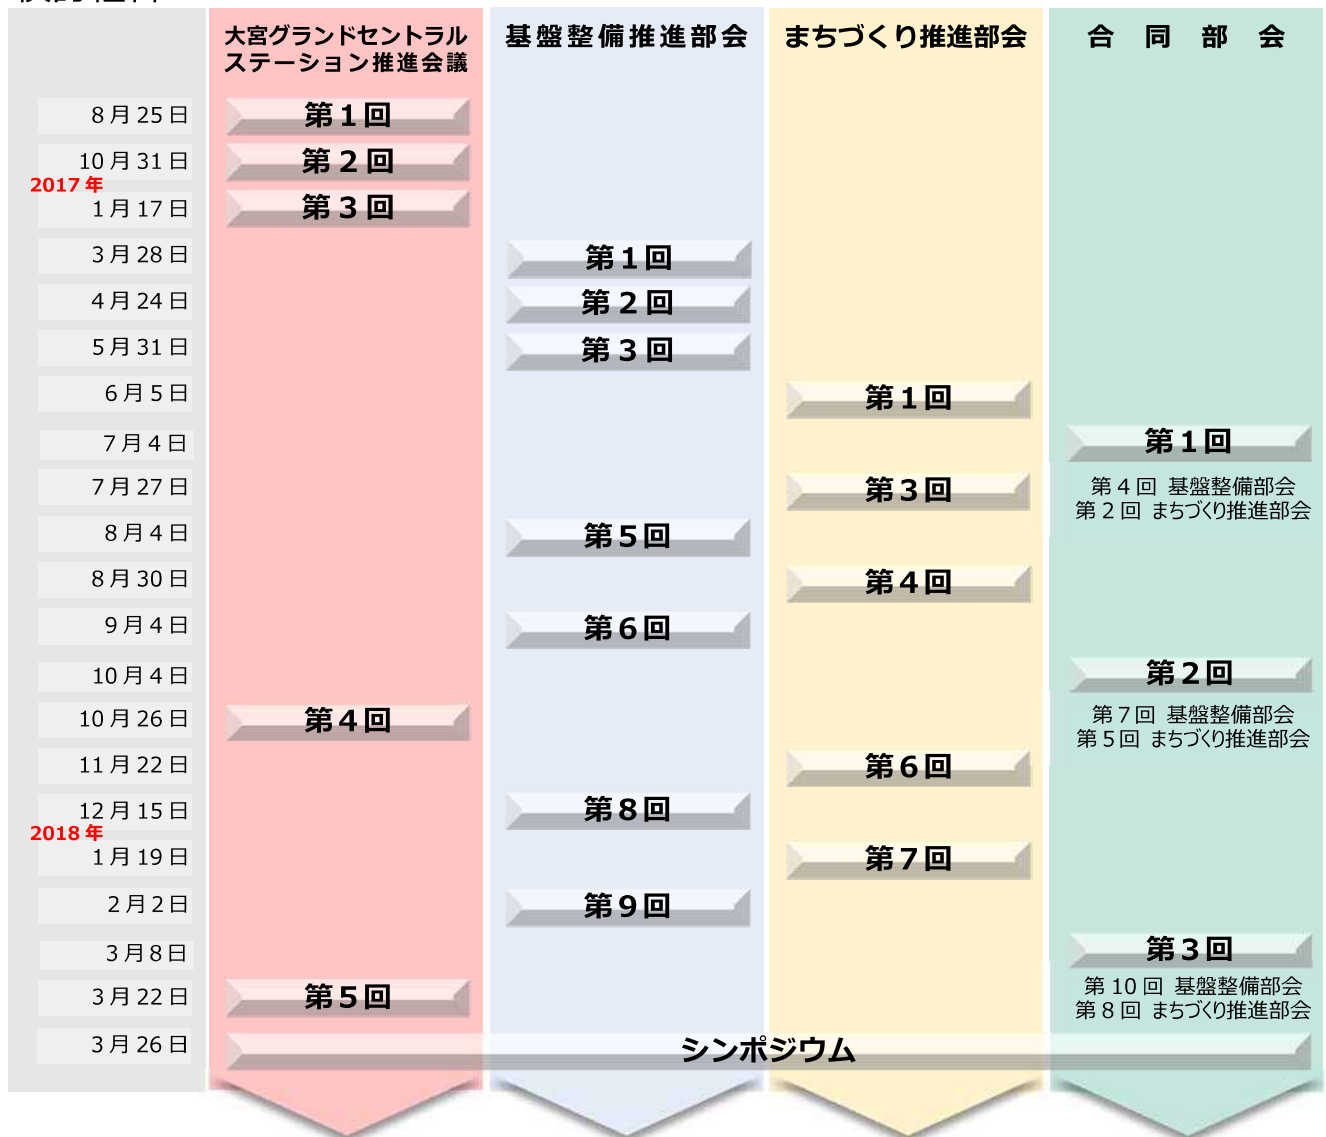 大宮グランドセントラル
ステーション推進会議
基盤整備推進部会
まちづくり推進部会
合同部会
8月25日 第1回
10月31日 第2回
2017年
1月17日 第3回
3月28日 第1回
4月24日 第2回
5月31日 第3回
6月5日 第1回
7月4日 第1回
第4回 基盤整備部会
第2回 まちづくり推進部会
7月27日 第3回
8月4日 第5回
8月30日 第4回
9月4日 第6回
10月4日 第2回
第7回 基盤整備部会
第5回 まちづくり推進部会
10月26日 第4回
11月22日 第6回
12月15日 第8回
2018年
1月19日 第7回
2月2日 第9回
3月8日 第3回
第10回 基盤整備部会
第8回 まちづくり推進部会
3月22日 第5回
3月26日 シンポジウム